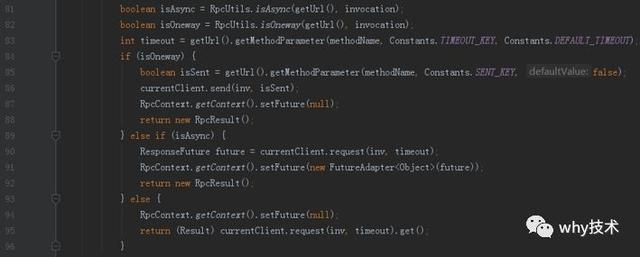 81 boolean isAsync = RpcUtils.isAsync(getUrl(), invocation);
82 boolean isOneway = RpcUtils.isOneway(getUrl(), invocation);
83 int timeout = getUrl().getMethodParameter(methodName, Constants.TIMEOUT_KEY, Constants.DEFAULT_TIMEOUT);
84 if (isOneway) {
85 boolean isSent = getUrl().getMethodParameter(methodName, Constants.SENT_KEY, defaultValue: false);
86 currentClient.send(inv, isSent);
87 RpcContext.getContext().setFuture(null);
88 return new RpcResult();
89 } else if (isAsync) {
90 ResponseFuture future = currentClient.request(inv, timeout);
91 RpcContext.getContext().setFuture(new FutureAdapter<Object>(future));
92 return new RpcResult();
93 } else {
94 RpcContext.getContext().setFuture(null);
95 return (Result) currentClient.request(inv, timeout).get();
96 }
why技术